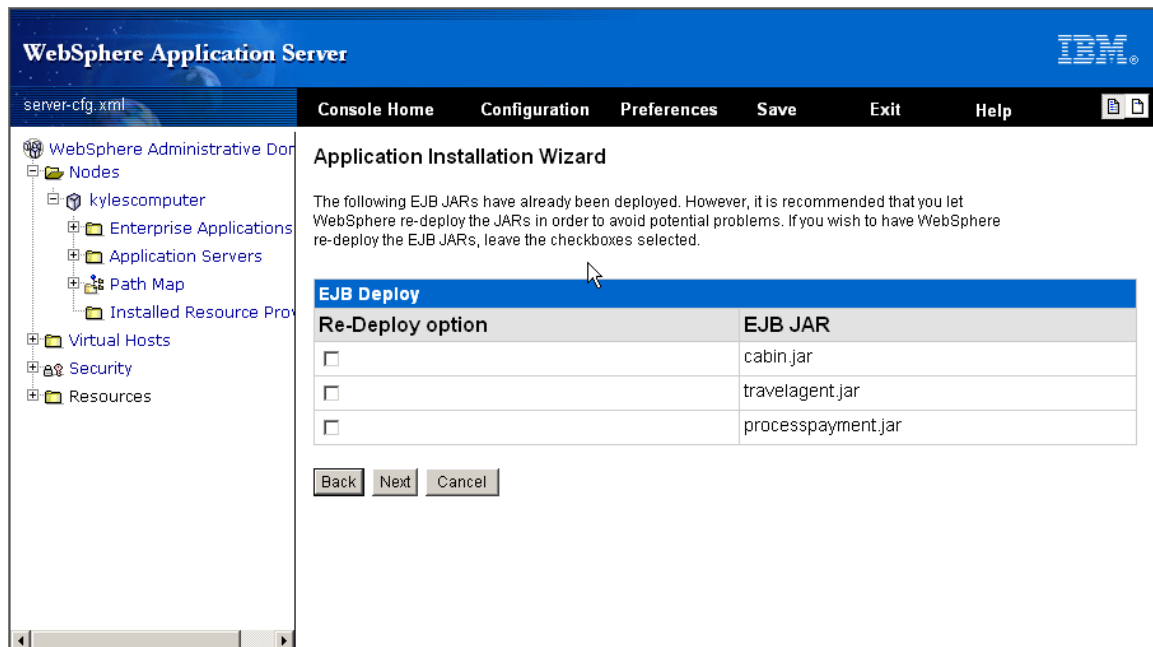 WebSphere Application Server
IBM®
server-cfg.xml
Console Home Configuration Preferences Save Exit Help
WebSphere Administrative Dor
Nodes
kylescomputer
Enterprise Applications
Application Servers
Path Map
Installed Resource Prov
Virtual Hosts
Security
Resources
Application Installation Wizard
The following EJB JARs have already been deployed. However, it is recommended that you let
WebSphere re-deploy the JARs in order to avoid potential problems. If you wish to have WebSphere
re-deploy the EJB JARs, leave the checkboxes selected.
EJB Deploy
Re-Deploy option EJB JAR
cabin.jar
travelagent.jar
processpayment.jar
Back Next Cancel